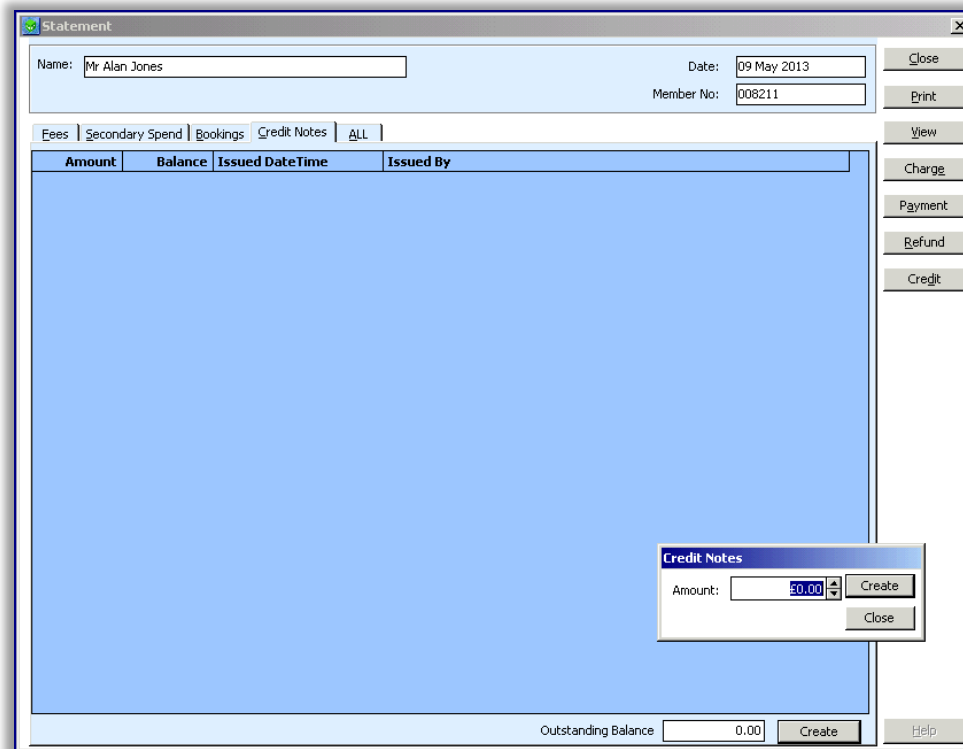 Statement
Name: Mr Alan Jones
Date: 09 May 2013
Member No: 008211
Close
Print
View
Charge
Payment
Refund
Credit
Fees Secondary Spend Bookings Credit Notes ALL
Amount Balance Issued DateTime Issued By
Credit Notes
Amount: £0.00 Create
Close
Outstanding Balance 0.00 Create
Help